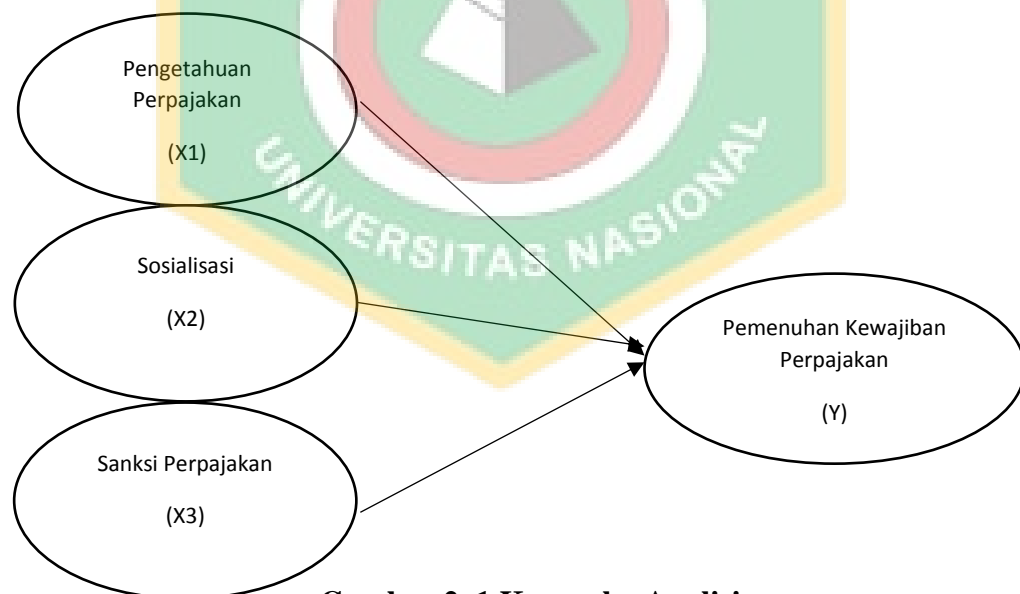 Pengetahuan
Perpajakan
(X1)
UNIVERSITAS NASIONAL
Sosialisasi
(X2)
Pemenuhan Kewajiban
Perpajakan
(Y)
Sanksi Perpajakan
(X3)